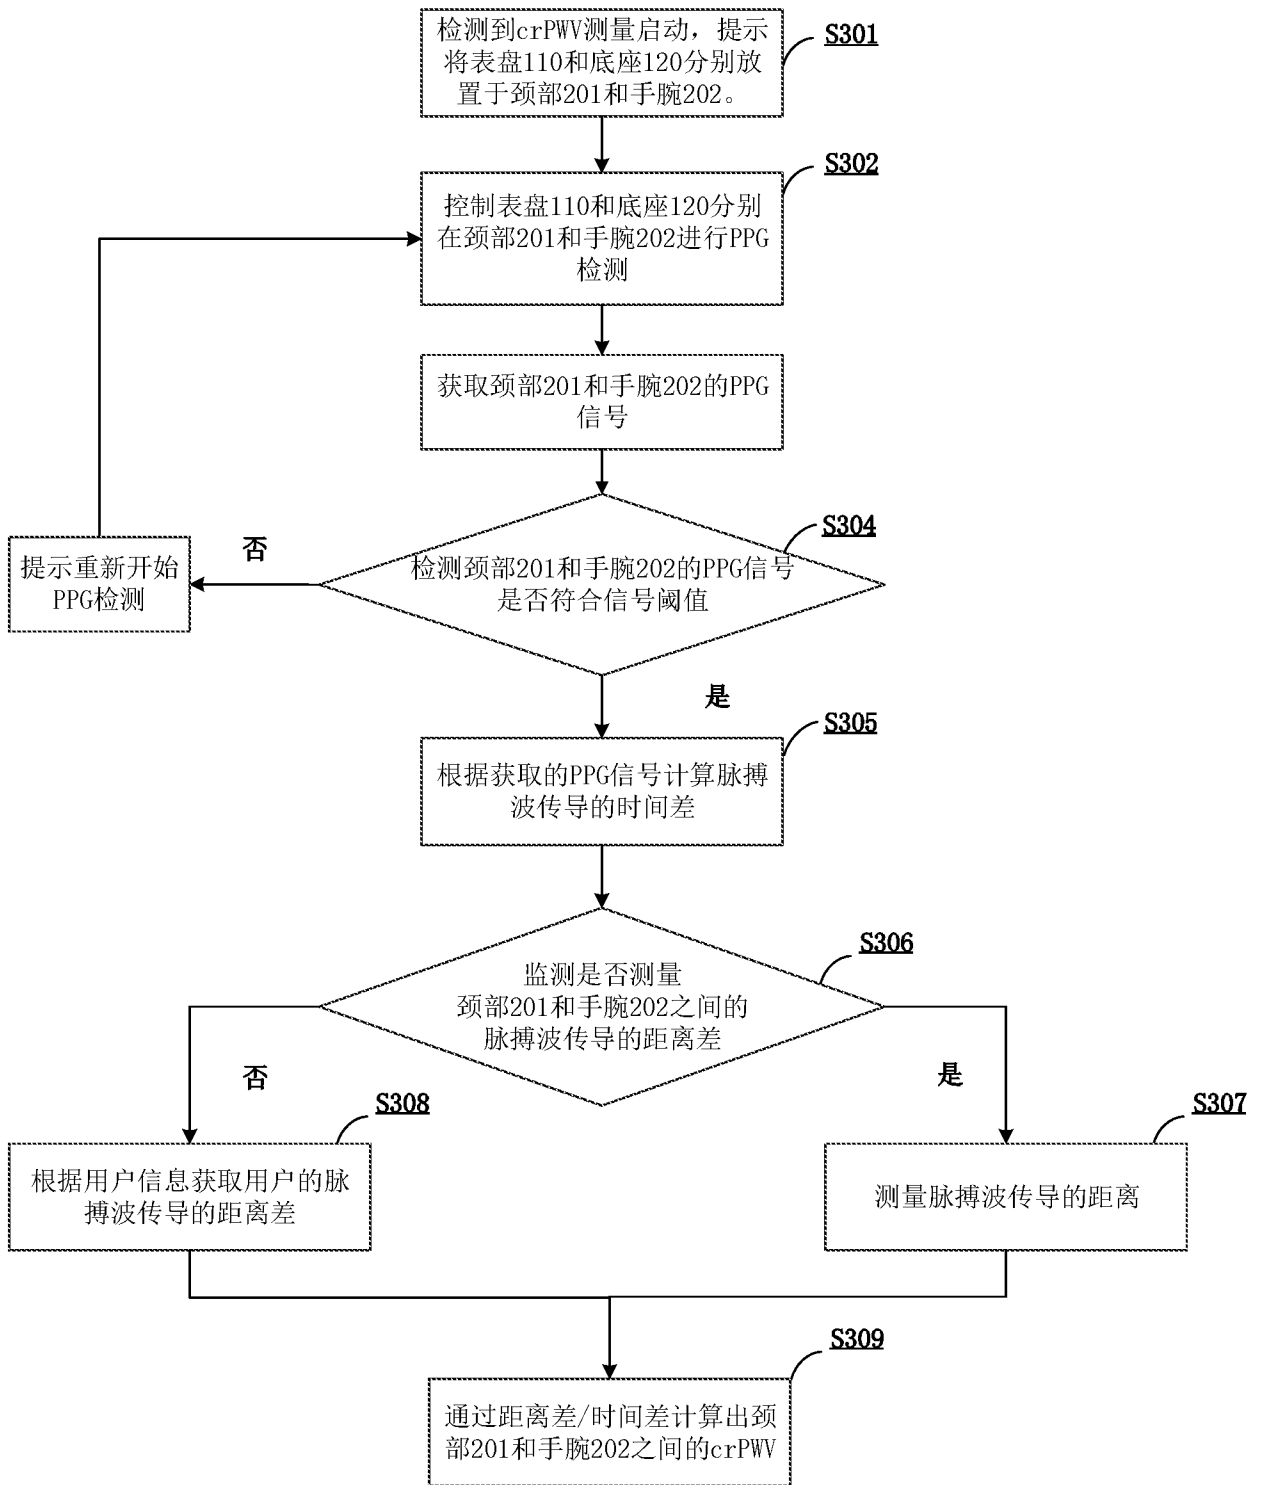 检测到crPWV测量启动，提示
将表盘110和底座120分别放
置于颈部201和手腕202。
S301
控制表盘110和底座120分别
在颈部201和手腕202进行PPG
检测
S302
获取颈部201和手腕202的PPG
信号
检测颈部201和手腕202的PPG信号
是否符合信号阈值
S304
否
提示重新开始
PPG检测
是
根据获取的PPG信号计算脉搏
波传导的时间差
S305
监测是否测量
颈部201和手腕202之间的
脉搏波传导的距离差
S306
否
是
根据用户信息获取用户的脉
搏波传导的距离差
S308
测量脉搏波传导的距离
S307
通过距离差/时间差计算出颈
部201和手腕202之间的crPWV
S309